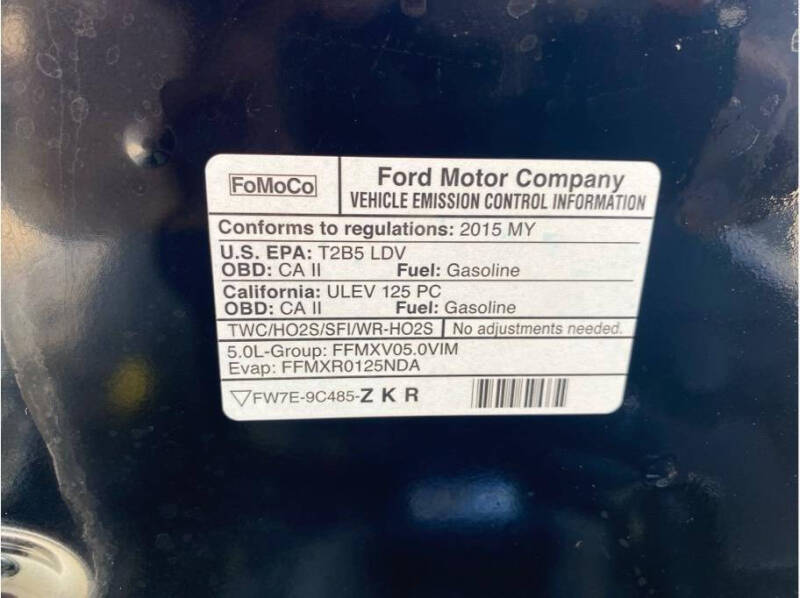 FoMoCo
Ford Motor Company
VEHICLE EMISSION CONTROL INFORMATION
Conforms to regulations: 2015 MY
U.S. EPA: T2B5 LDV
OBD: CA II Fuel: Gasoline
California: ULEV 125 PC
OBD: CA II Fuel: Gasoline
TWC/HO2S/SFI/WR-HO2S No adjustments needed.
5.0L-Group: FFMXV05.0VIM
Evap: FFMXR0125NDA
▽FW7E-9C485-Z K R